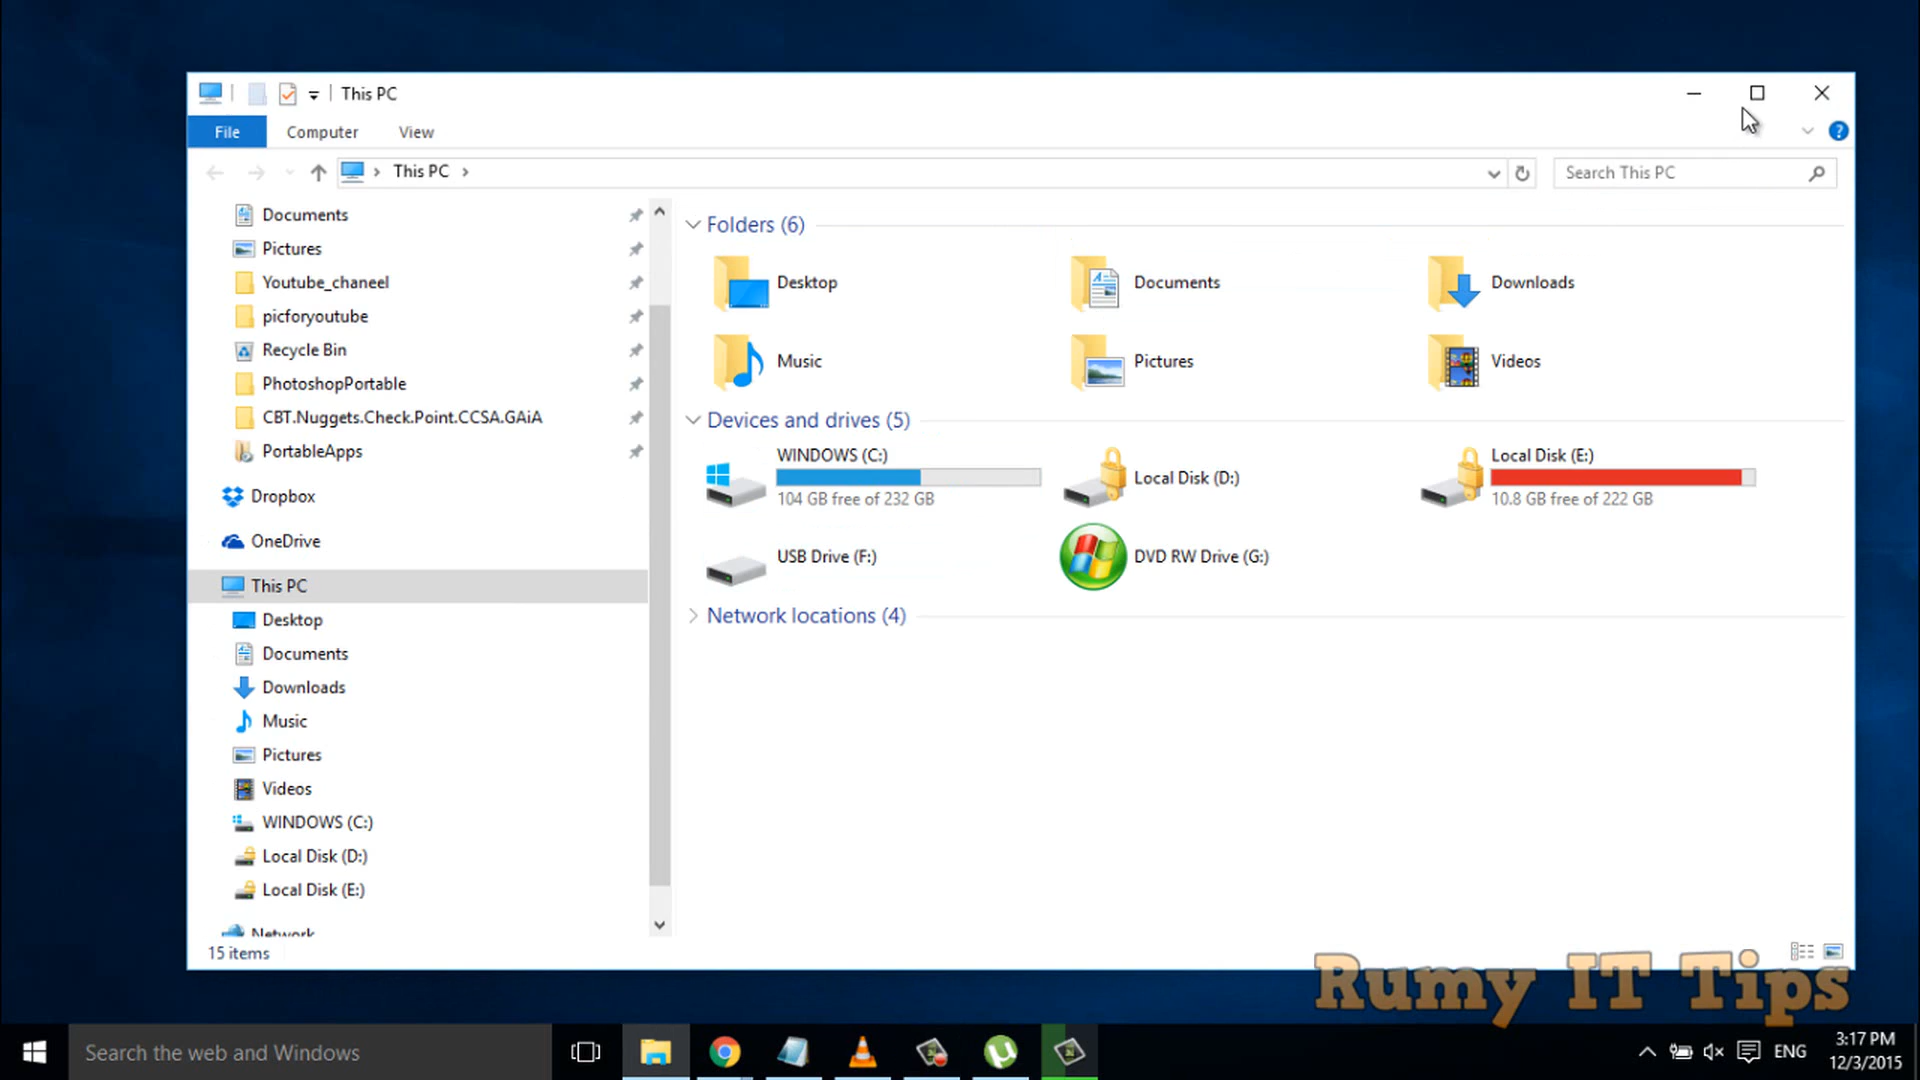 This PC
File Computer View
This PC
Search This PC
Documents
Pictures
Youtube_chaneel
picforyoutube
Recycle Bin
PhotoshopPortable
CBT.Nuggets.Check.Point.CCSA.GAiA
PortableApps
Dropbox
OneDrive
This PC
Desktop
Documents
Downloads
Music
Pictures
Videos
WINDOWS (C:)
Local Disk (D:)
Local Disk (E:)
Network
15 items
Folders (6)
Desktop
Documents
Downloads
Music
Pictures
Videos
Devices and drives (5)
WINDOWS (C:)
104 GB free of 232 GB
Local Disk (D:)
Local Disk (E:)
10.8 GB free of 222 GB
USB Drive (F:)
DVD RW Drive (G:)
Network locations (4)
Rumy IT Tips
Search the web and Windows
ENG
3:17 PM
12/3/2015